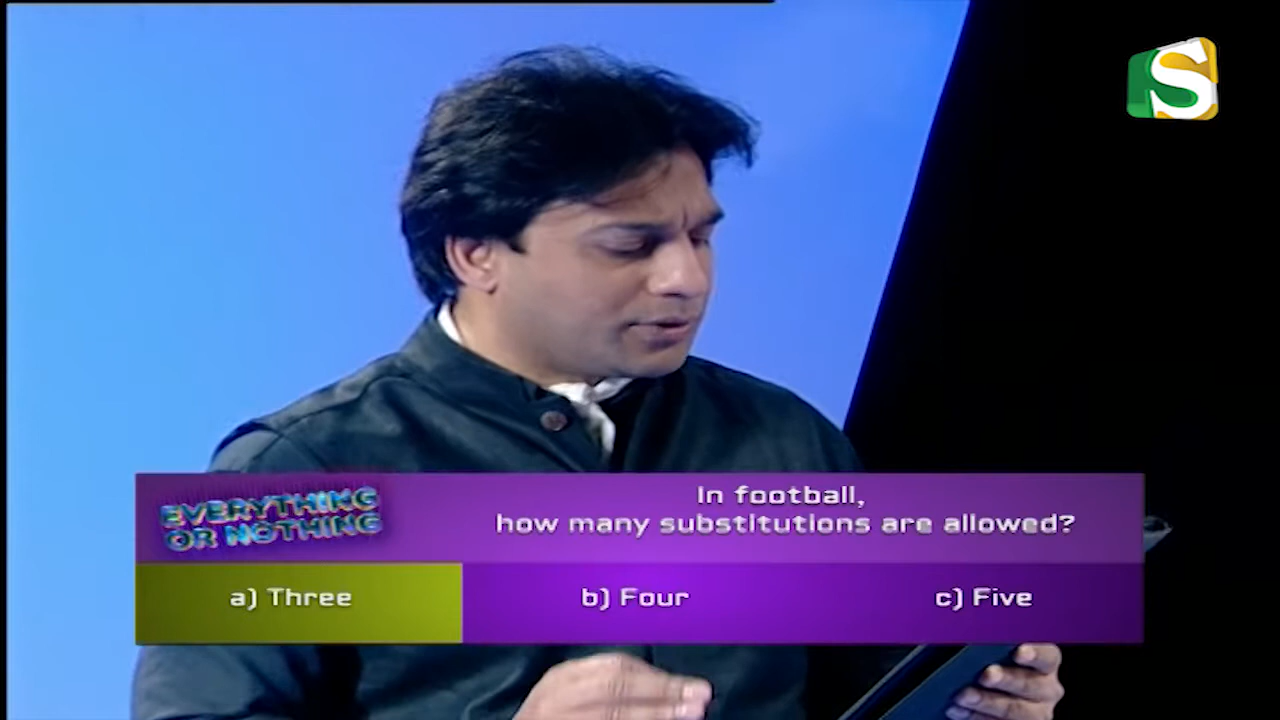 S
EVERYTHING
OR NOTHING
In football,
how many substitutions are allowed?
a) Three
b) Four
c) Five